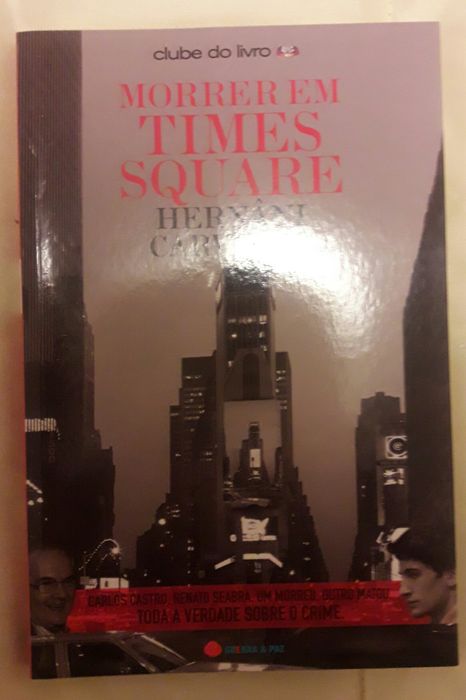 clube do livro
MORRER EM
TIMES
SQUARE
HERNÂNI
CARLOS CASTRO. RENATO SEABRA. UM MORREU. OUTRO MATOU.
TODA A VERDADE SOBRE O CRIME.
GUERRA & PAZ